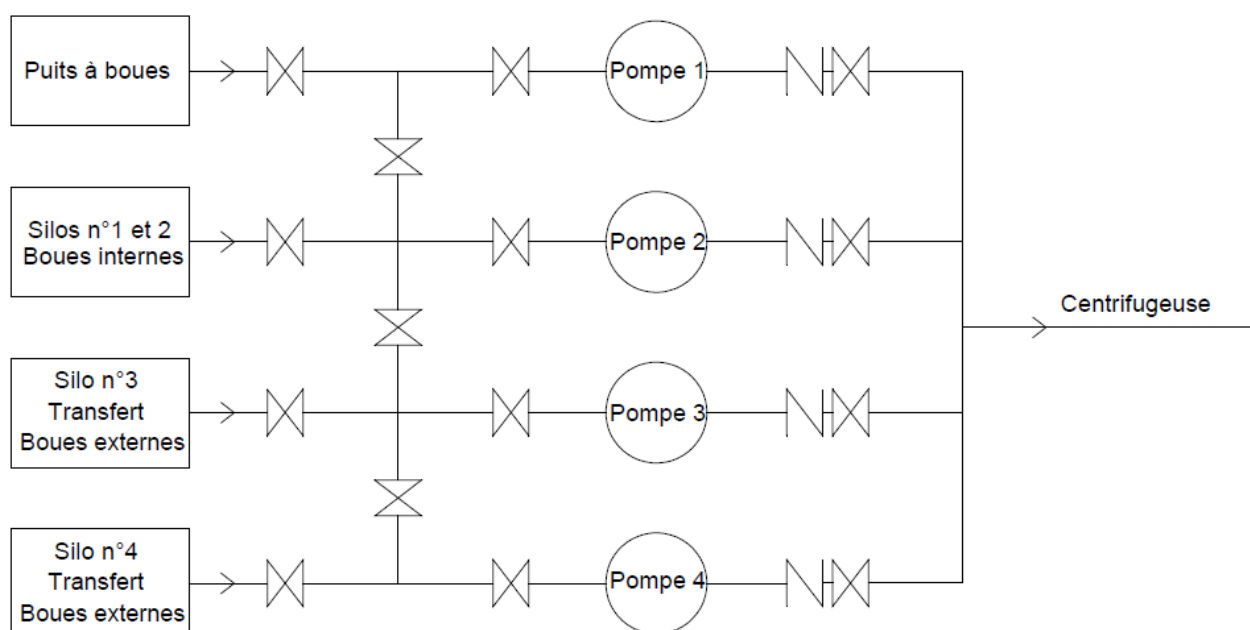 Puits à boues
Pompe 1
Silos n°1 et 2
Boues internes
Pompe 2
Centrifugeuse
Silo n°3
Transfert
Boues externes
Pompe 3
Silo n°4
Transfert
Boues externes
Pompe 4